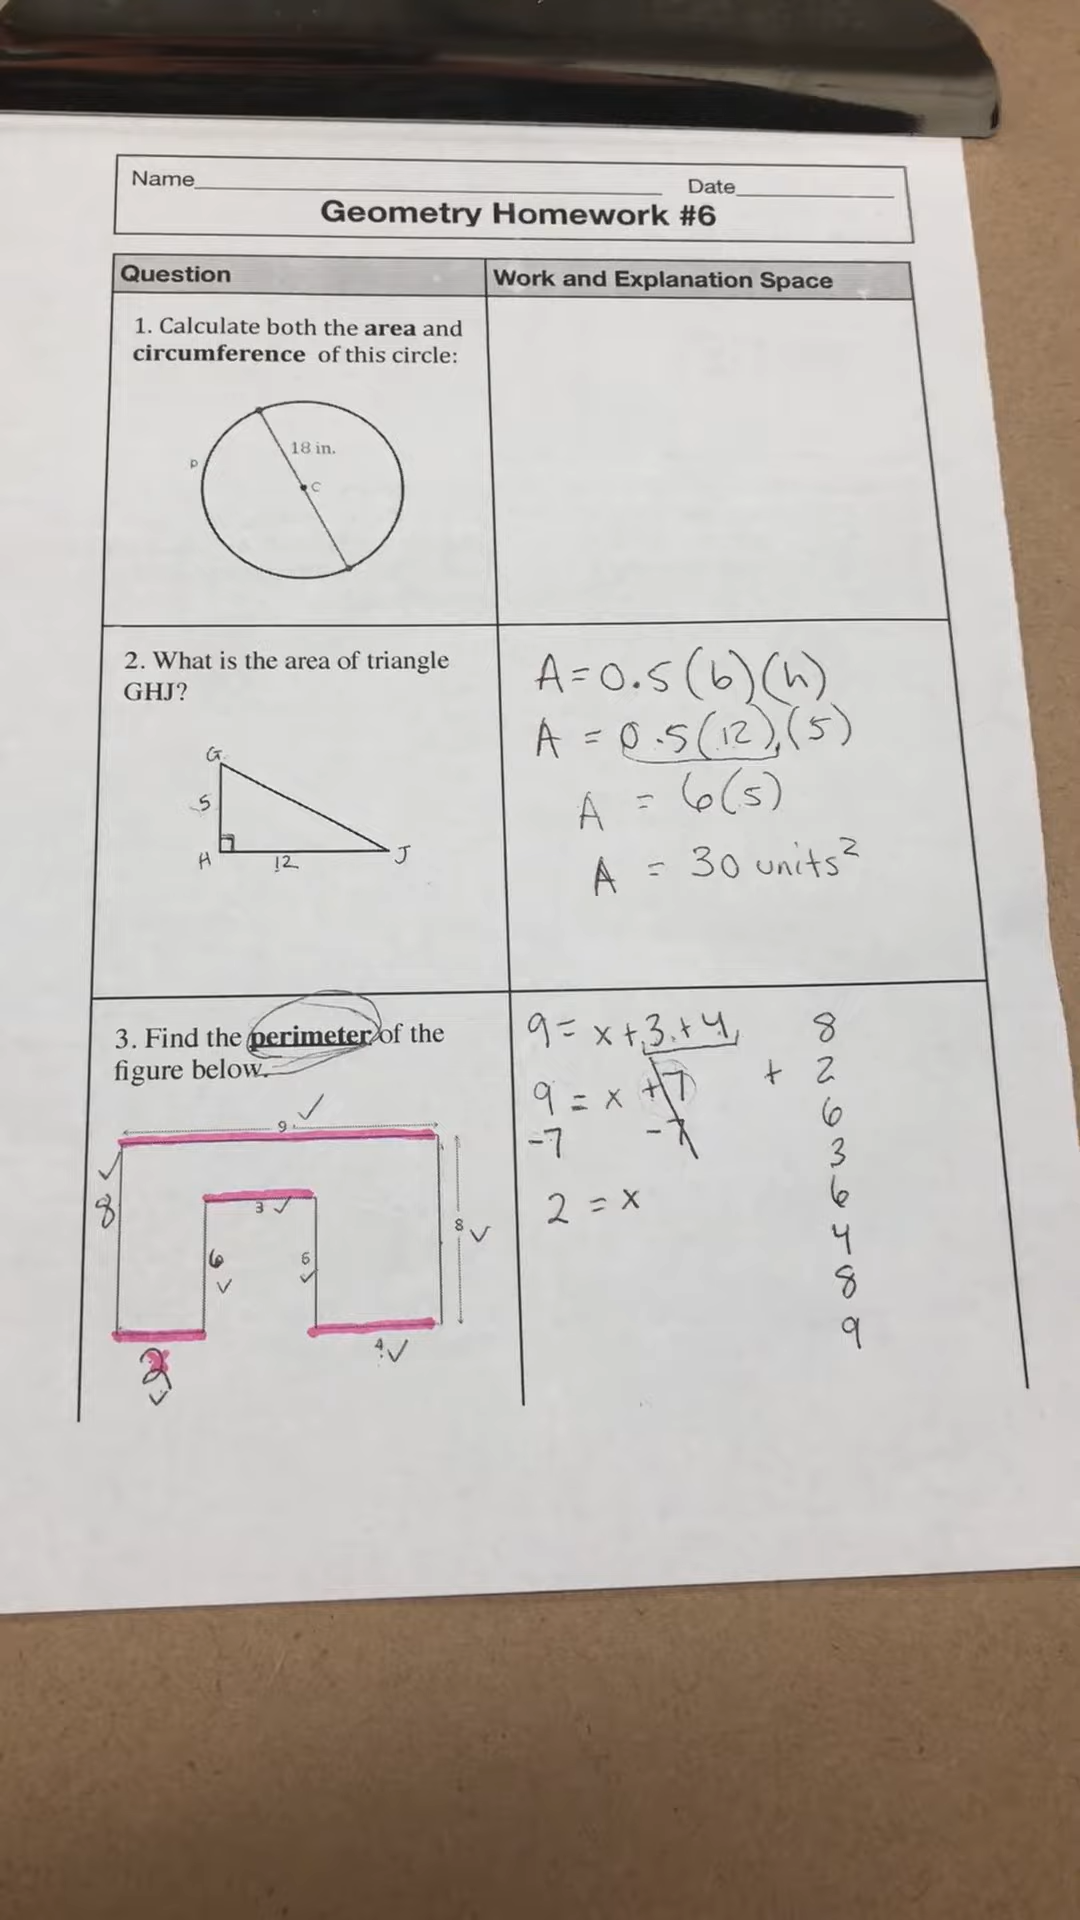 Name Date
Geometry Homework #6
Question
Work and Explanation Space
1. Calculate both the area and
circumference of this circle:
18 in.
P
C
2. What is the area of triangle
GHJ?
G
5
H
12
J
A = 0.5 (b)(h)
A = 0.5(12)(5)
A = 6(5)
A = 30 units²
3. Find the perimeter of the
figure below.
9
8
3
8
6
6
4
2
9 = x + 3 + 4
9 = x + 7
-7 -7
2 = x
8
+ 2
6
3
6
4
8
9